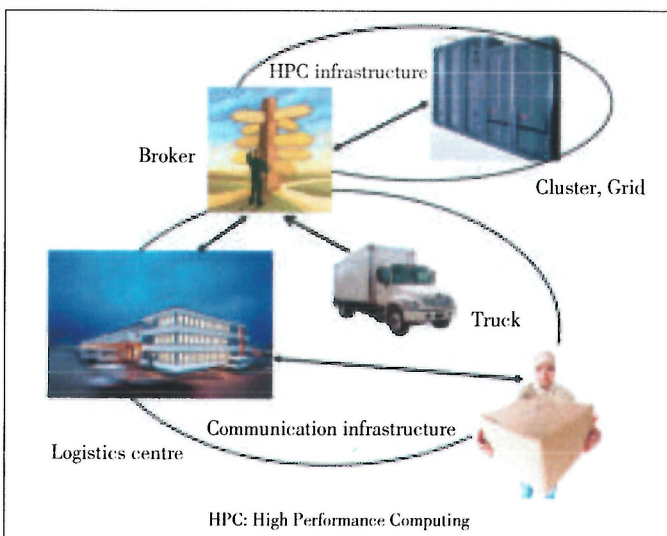 HPC infrastructure
Broker
Cluster, Grid
Truck
Communication infrastructure
Logistics centre
HPC: High Performance Computing